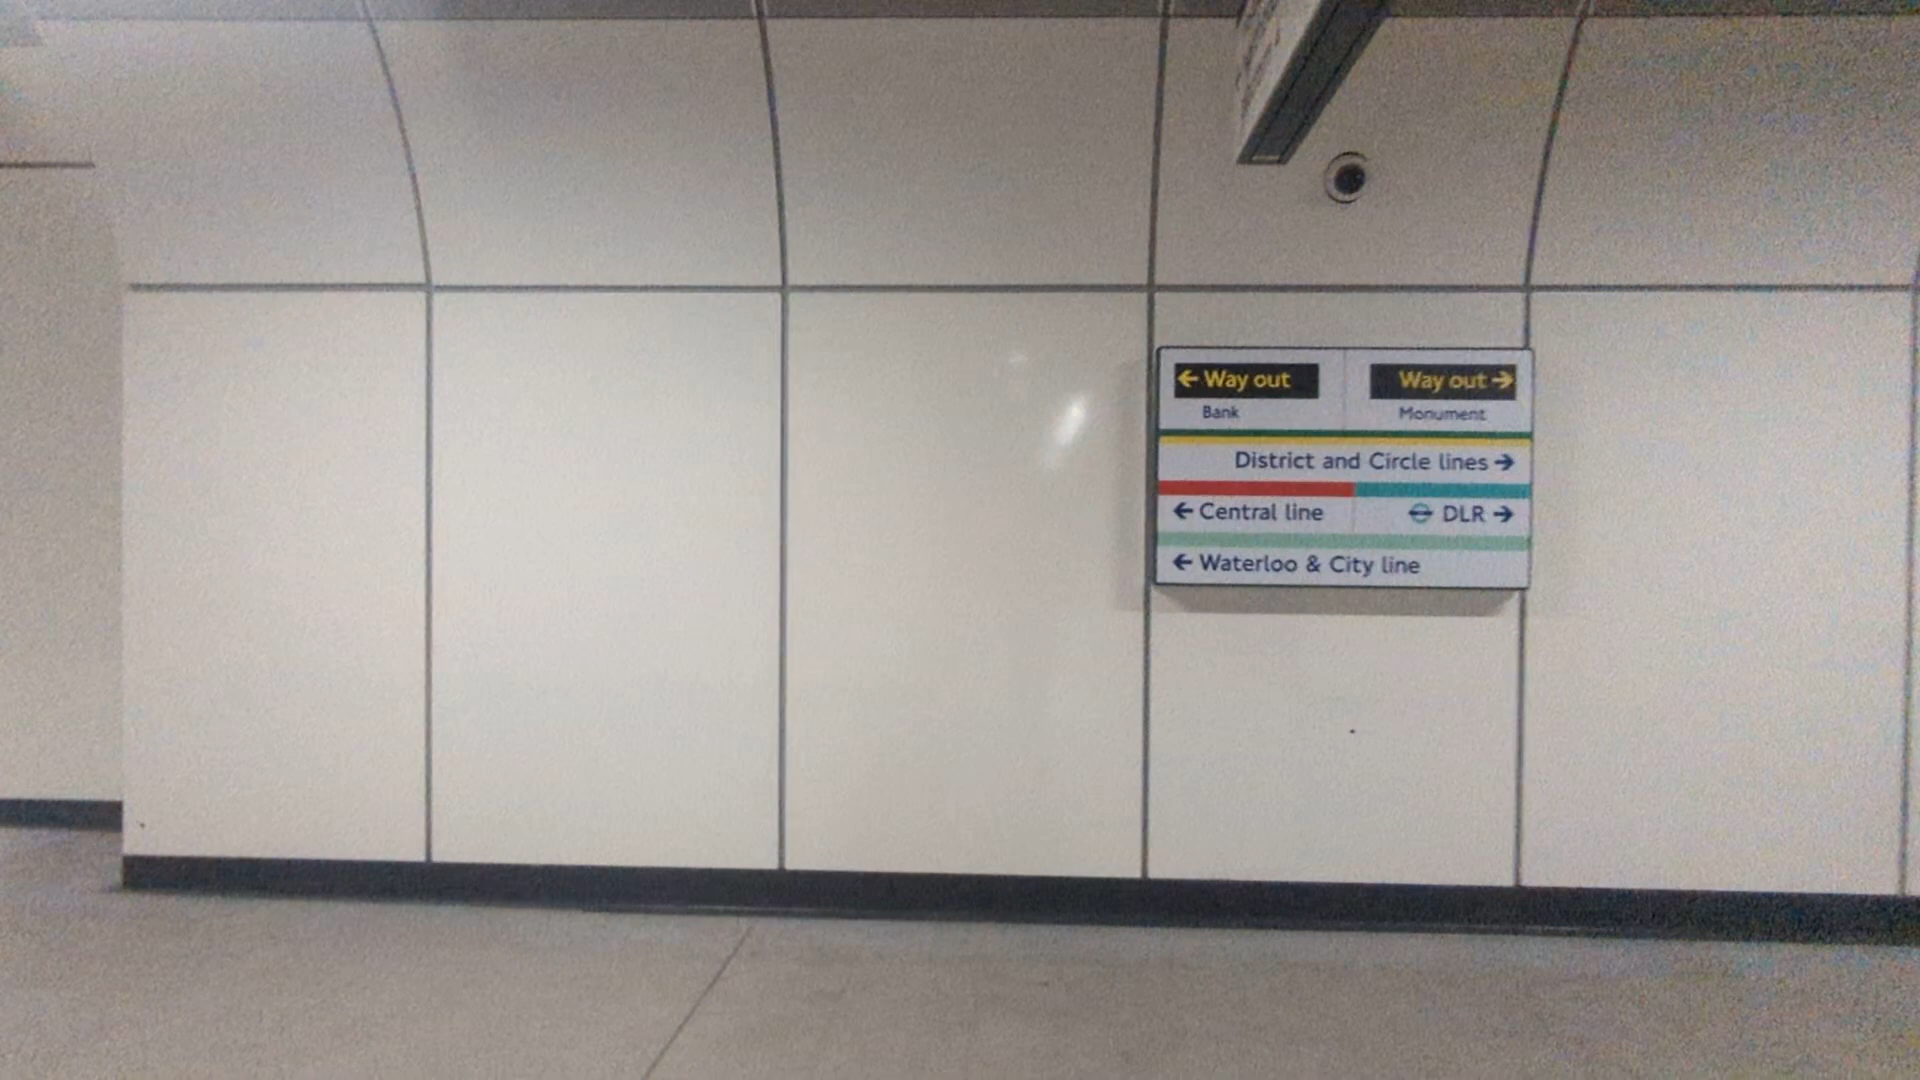 ← Way out Way out →
Bank Monument
District and Circle lines →
← Central line DLR →
← Waterloo & City line